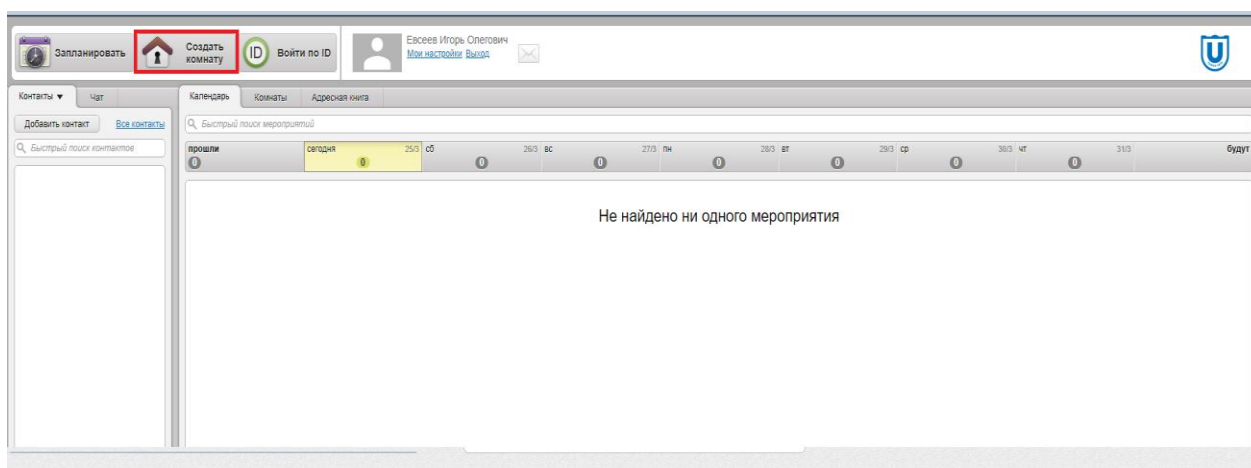 Запланировать
Создать
комнату
ID
Войти по ID
Евсеев Игорь Олегович
Мои настройки Выход
U
Контакты ▼ Чат
Календарь Комнаты Адресная книга
Добавить контакт Все контакты
Быстрый поиск мероприятий
Быстрый поиск контактов
прошли сегодня 25/3 сб 26/3 вс 27/3 пн 28/3 вт 29/3 ср 30/3 чт 31/3 будут
0 0 0 0 0 0 0 0
Не найдено ни одного мероприятия